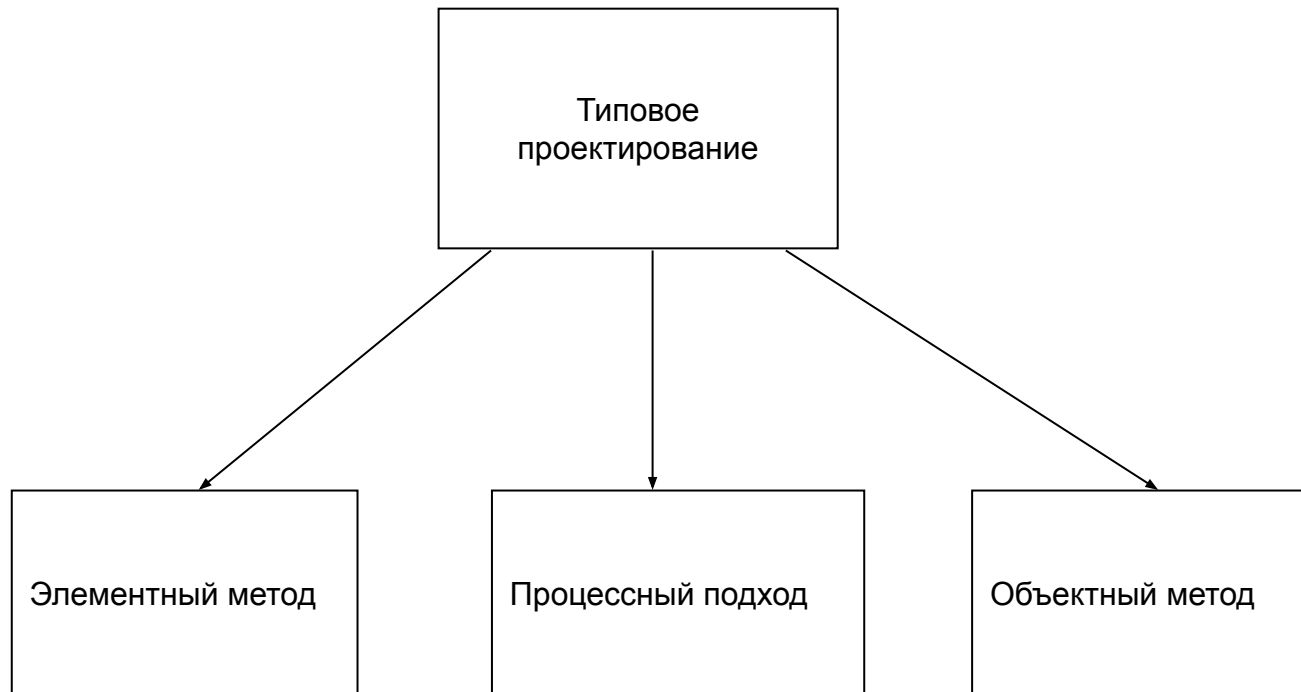 Типовое
проектирование
Элементный метод
Процессный подход
Объектный метод